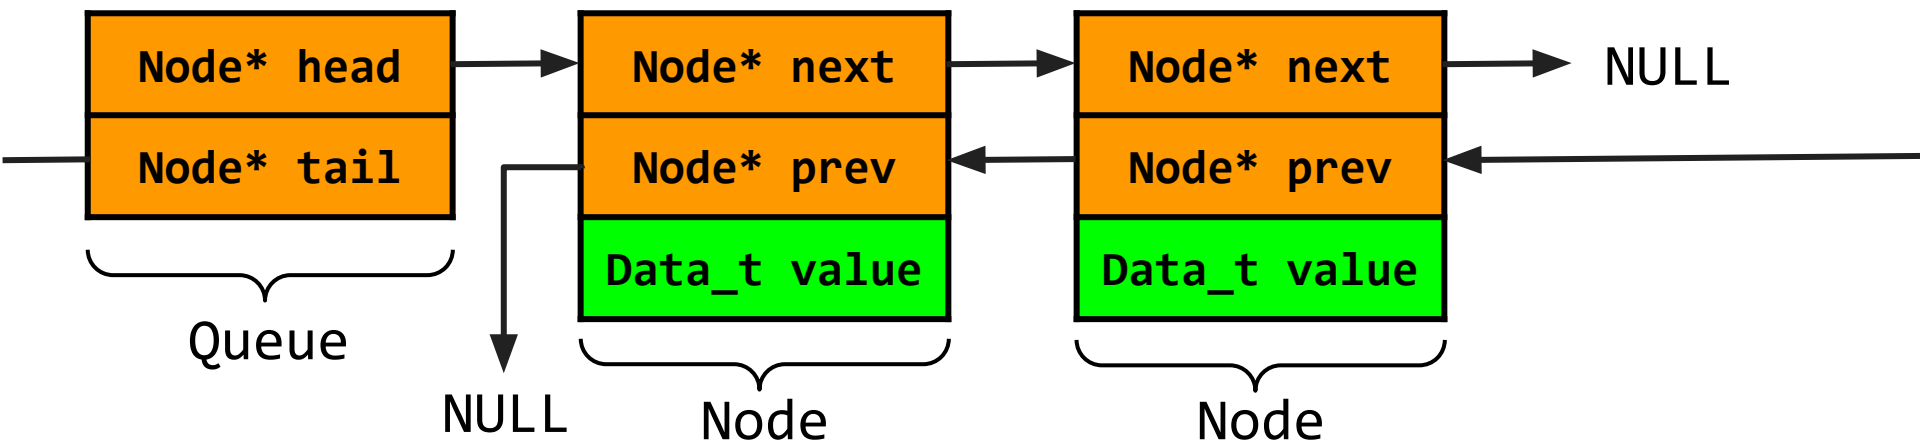 Node* head
Node* tail
Queue
NULL
Node* next
Node* prev
Data_t value
Node
Node* next
Node* prev
Data_t value
Node
NULL